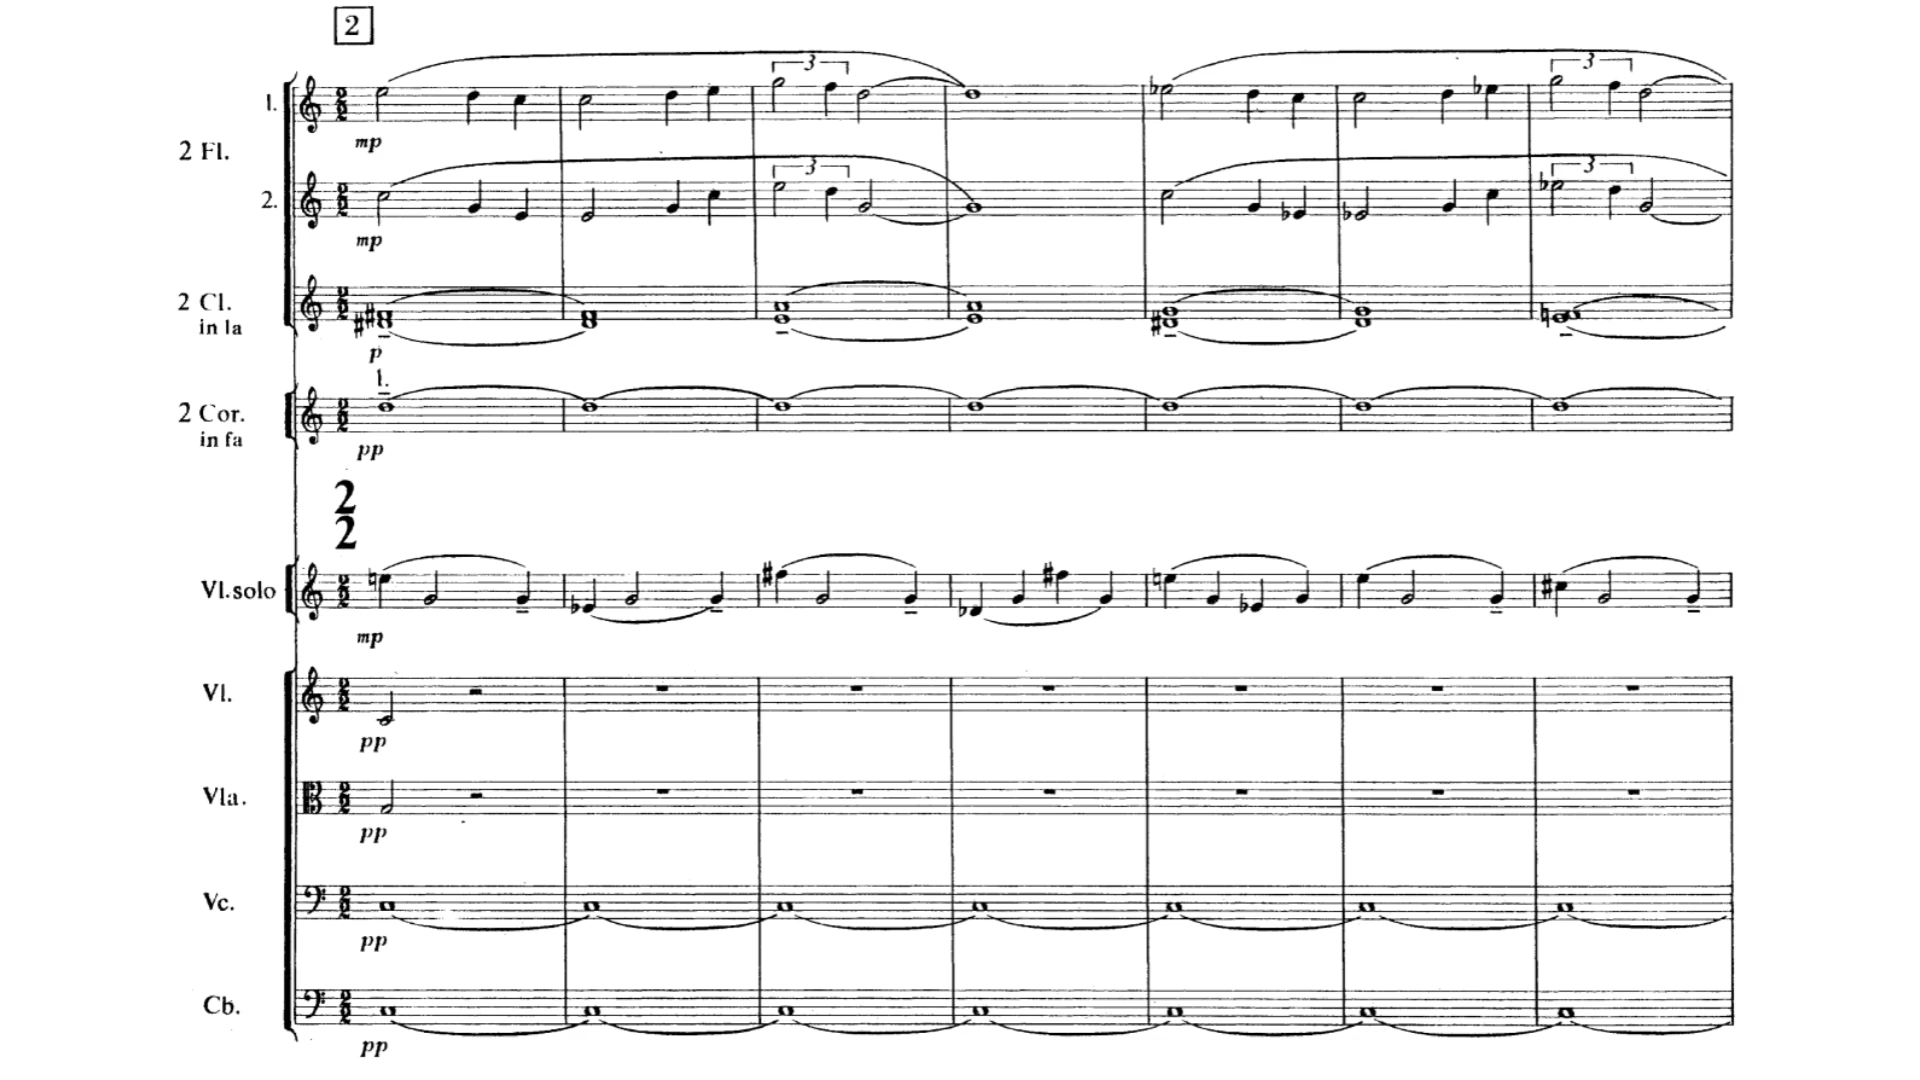 2
1.
3
3
2 Fl.
mp
2.
3
3
mp
2 Cl.
in la
p
1.
2 Cor.
in fa
pp
2
2
Vl. solo
mp
Vl.
pp
Vla.
pp
Vc.
pp
Cb.
pp